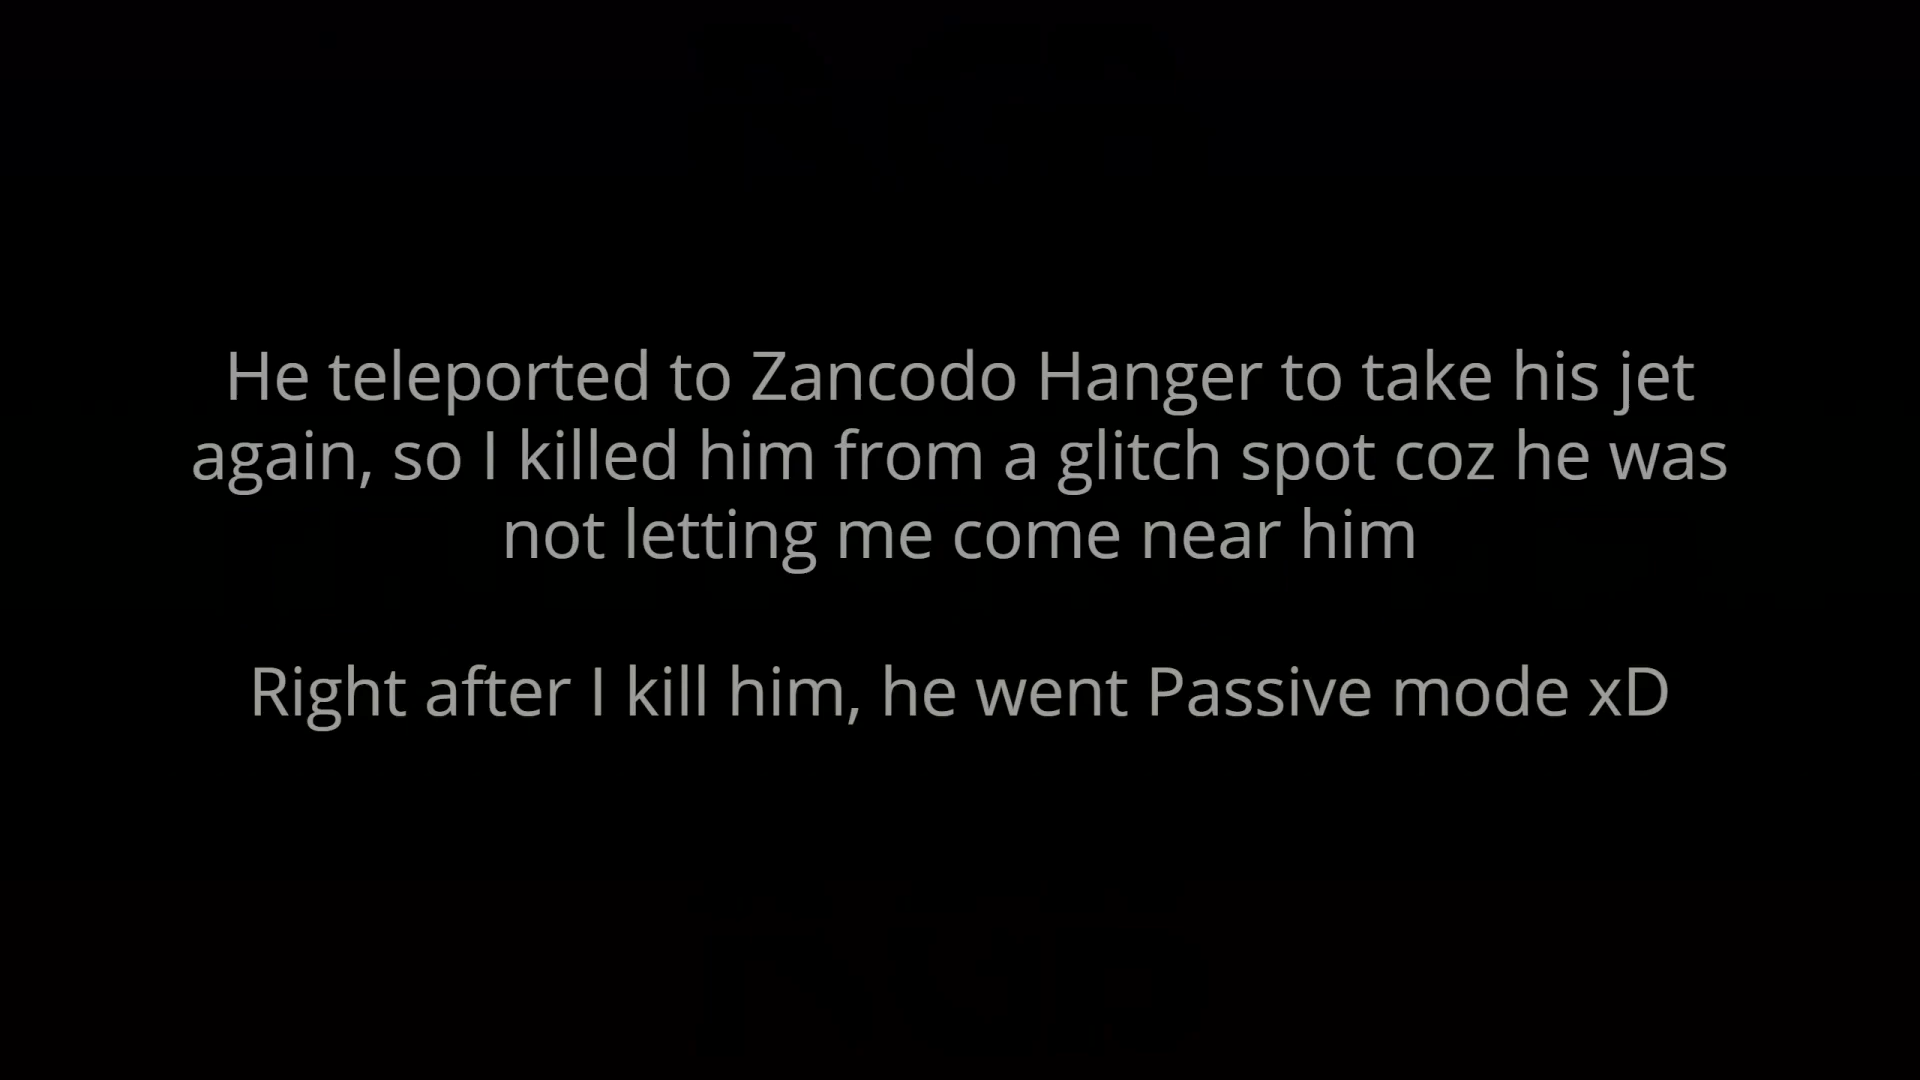 He teleported to Zancodo Hanger to take his jet
again, so I killed him from a glitch spot coz he was
not letting me come near him
Right after I kill him, he went Passive mode xD